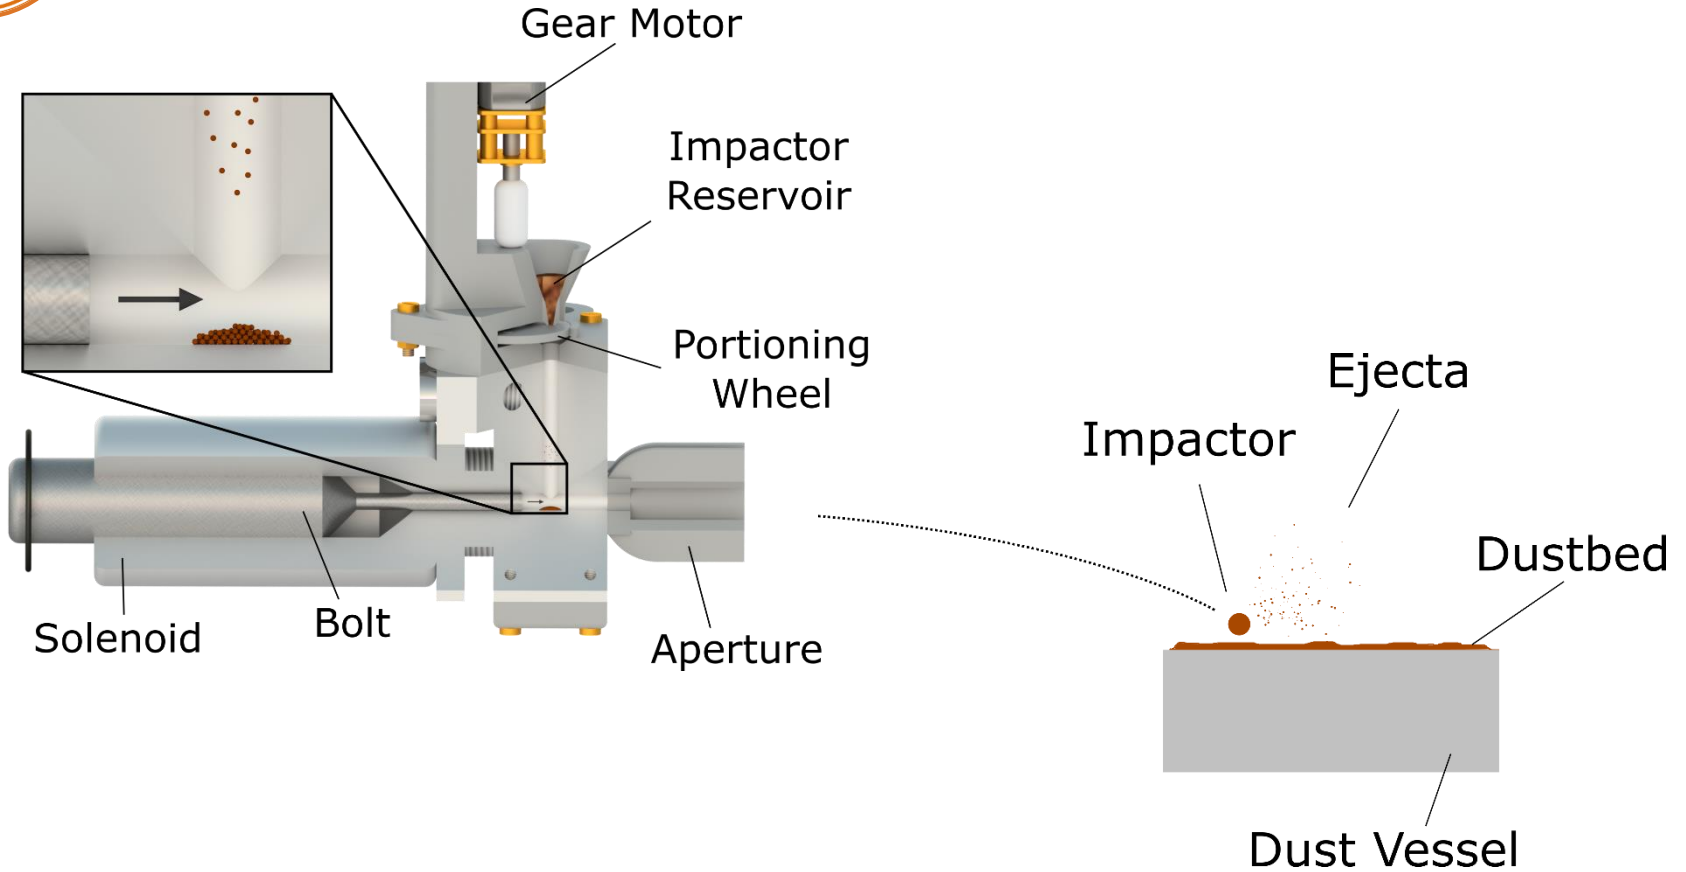 Gear Motor
Impactor
Reservoir
Portioning
Wheel
Solenoid
Bolt
Aperture
Impactor
Ejecta
Dustbed
Dust Vessel